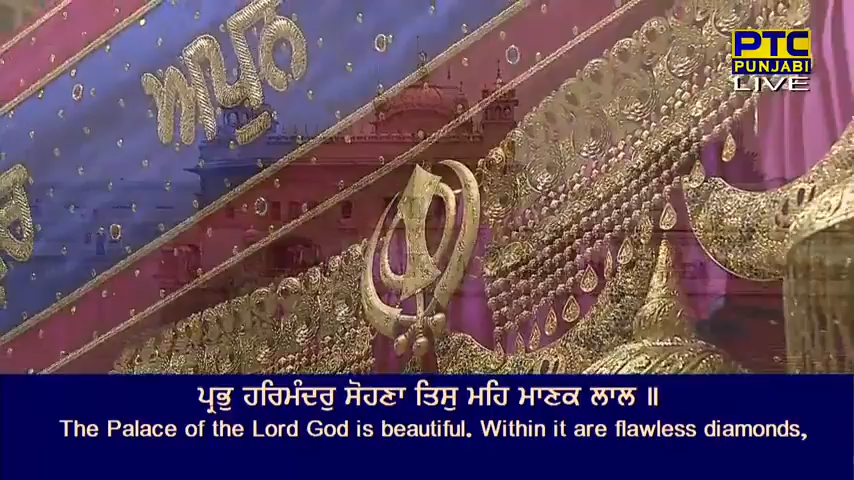 PTC
PUNJABI
LIVE
ਪ੍ਰਭੁ ਹਰਿਮੰਦਰੁ ਸੋਹਣਾ ਤਿਸੁ ਮਹਿ ਮਾਣਕ ਲਾਲ ॥
The Palace of the Lord God is beautiful. Within it are flawless diamonds,